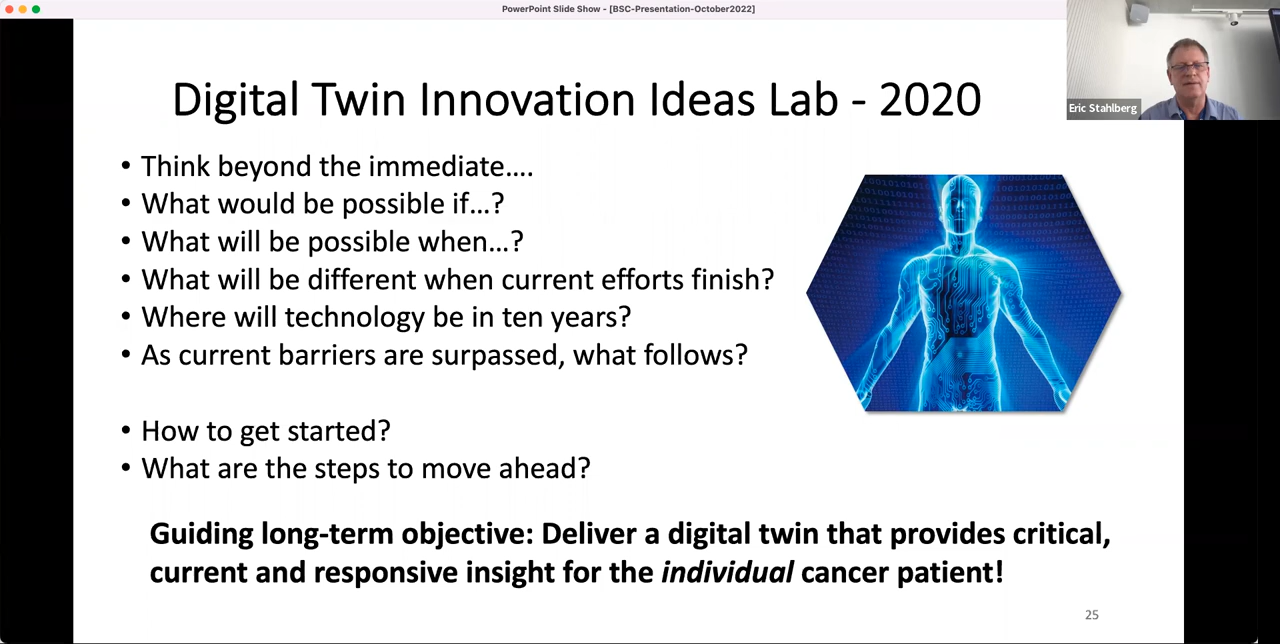 PowerPoint Slide Show - [BSC-Presentation-October2022]
Digital Twin Innovation Ideas Lab - 2020
Eric Stahlberg
• Think beyond the immediate….
• What would be possible if…?
• What will be possible when…?
• What will be different when current efforts finish?
• Where will technology be in ten years?
• As current barriers are surpassed, what follows?
• How to get started?
• What are the steps to move ahead?
Guiding long-term objective: Deliver a digital twin that provides critical,
current and responsive insight for the individual cancer patient!
25